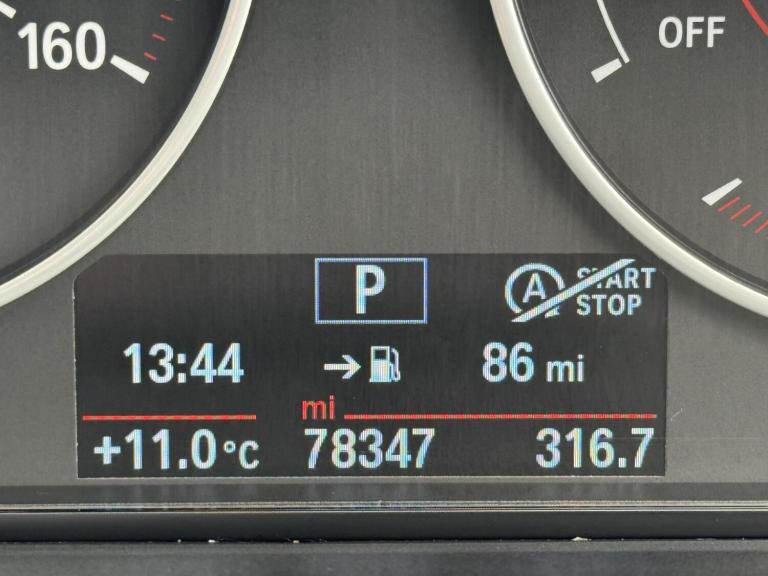 160
OFF
P
A START
STOP
13:44 86 mi
mi
+11.0°C 78347 316.7